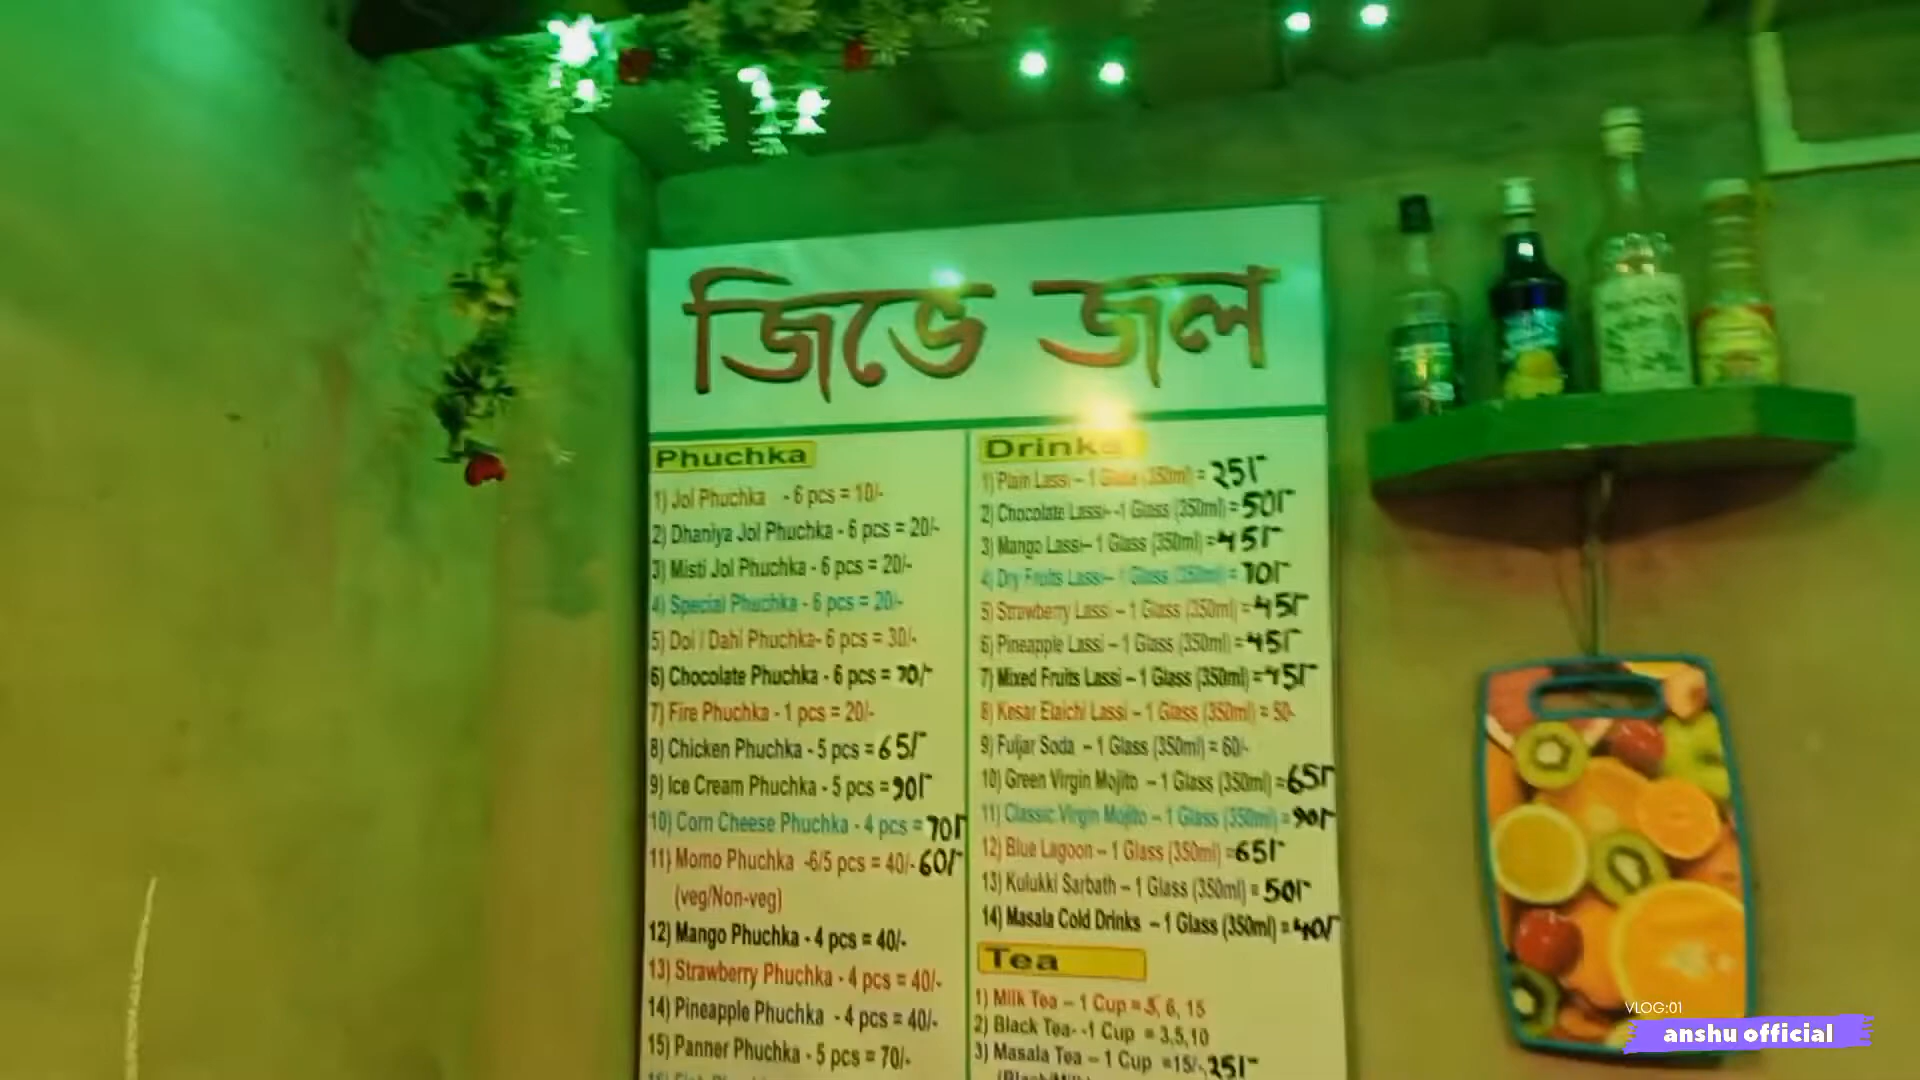 জিভে জল
Phuchka
1) Jol Phuchka - 6 pcs = 10/-
2) Dhaniya Jol Phuchka - 6 pcs = 20/-
3) Misti Jol Phuchka - 6 pcs = 20/-
4) Special Phuchka - 6 pcs = 20/-
5) Doi / Dahi Phuchka- 6 pcs = 30/-
6) Chocolate Phuchka - 6 pcs = 70/-
7) Fire Phuchka - 1 pcs = 20/-
8) Chicken Phuchka - 5 pcs = 65/-
9) Ice Cream Phuchka - 5 pcs = 90/-
10) Corn Cheese Phuchka - 4 pcs = 70/-
11) Momo Phuchka -6/5 pcs = 40/- 60/-
(veg/Non-veg)
12) Mango Phuchka - 4 pcs = 40/-
13) Strawberry Phuchka - 4 pcs = 40/-
14) Pineapple Phuchka - 4 pcs = 40/-
15) Panner Phuchka - 5 pcs = 70/-
Drinks
1) Plain Lassi – 1 Glass (350ml) = 25/-
2) Chocolate Lassi- -1 Glass (350ml) = 50/-
3) Mango Lassi– 1 Glass (350ml) = 45/-
4) Dry Fruits Lassi– 1 Glass (350ml) = 70/-
5) Strawberry Lassi – 1 Glass (350ml) = 45/-
6) Pineapple Lassi – 1 Glass (350ml) = 45/-
7) Mixed Fruits Lassi – 1 Glass (350ml) = 45/-
8) Kesar Elaichi Lassi – 1 Glass (350ml) = 50-
9) Fuljar Soda – 1 Glass (350ml) = 60/-
10) Green Virgin Mojito – 1 Glass (350ml) = 65/-
11) Classic Virgin Mojito – 1 Glass (350ml) = 90/-
12) Blue Lagoon – 1 Glass (350ml) = 65/-
13) Kulukki Sarbath – 1 Glass (350ml) = 50/-
14) Masala Cold Drinks – 1 Glass (350ml) = 40/-
Tea
1) Milk Tea – 1 Cup = 5, 6, 15
2) Black Tea- -1 Cup = 3,5,10
3) Masala Tea – 1 Cup =15/- 25/-
VLOG:01
anshu official